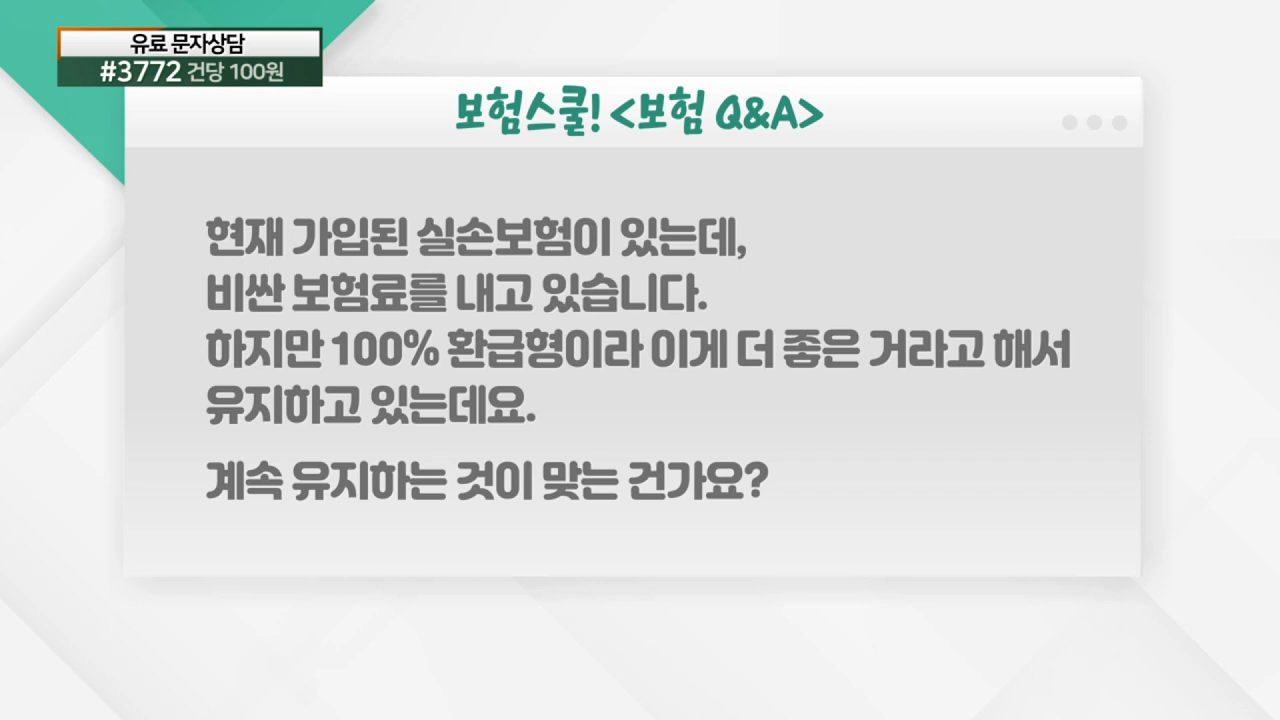 유료 문자상담
#3772 건당 100원
보험스쿨! <보험 Q&A>
현재 가입된 실손보험이 있는데,
비싼 보험료를 내고 있습니다.
하지만 100% 환급형이라 이게 더 좋은 거라고 해서
유지하고 있는데요.
계속 유지하는 것이 맞는 건가요?